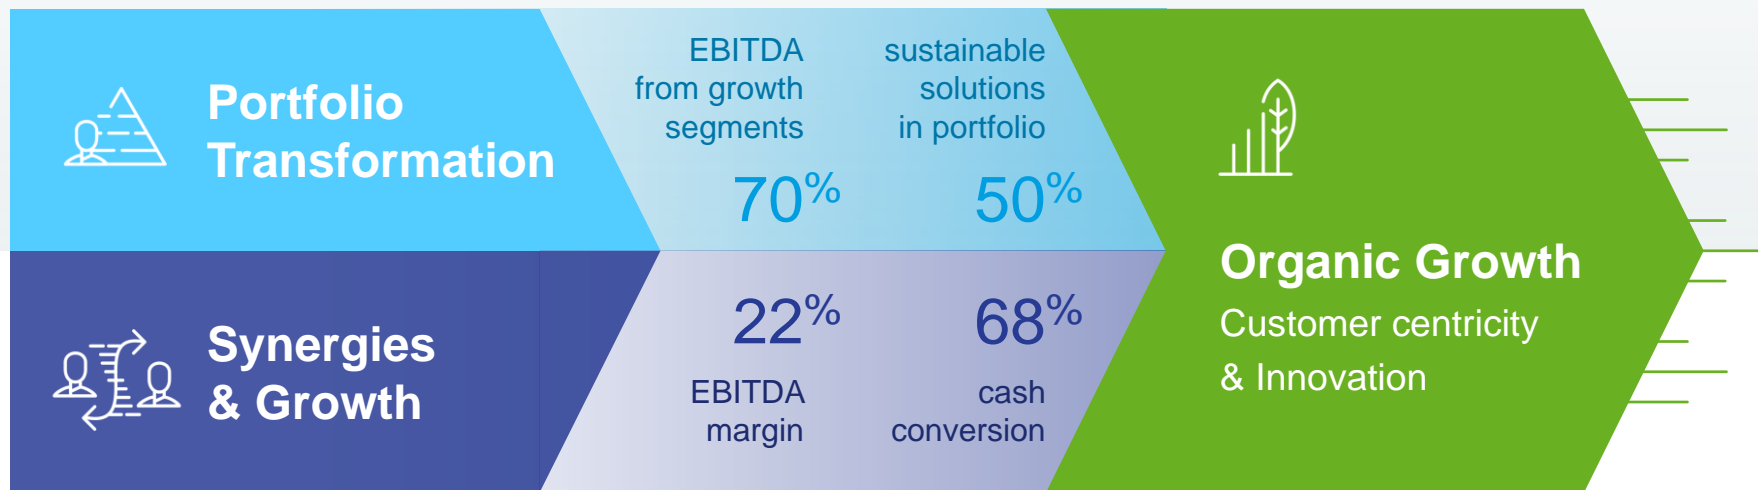 Portfolio
Transformation
EBITDA
from growth
segments
70%
sustainable
solutions
in portfolio
50%
Synergies
& Growth
22%
EBITDA
margin
68%
cash
conversion
Organic Growth
Customer centricity
& Innovation